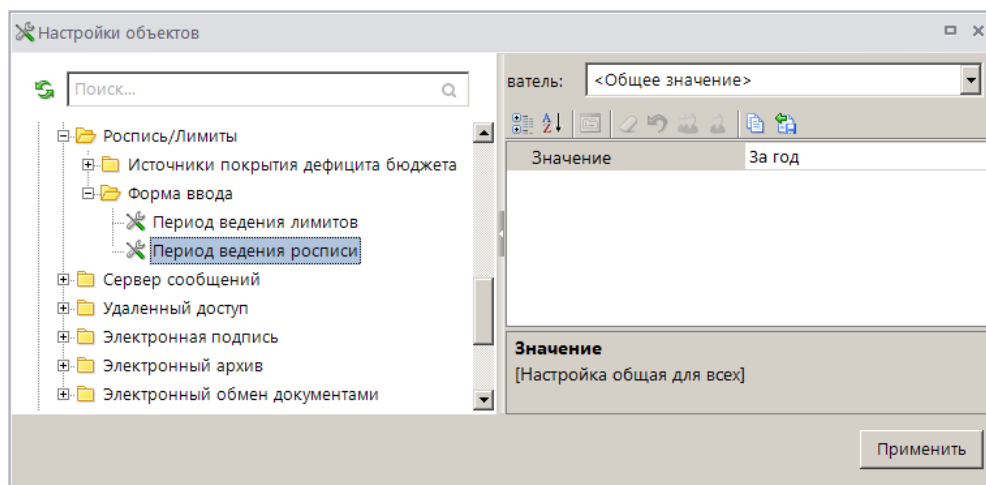 Настройки объектов
Поиск...
Роспись/Лимиты
Источники покрытия дефицита бюджета
Форма ввода
Период ведения лимитов
Период ведения росписи
Сервер сообщений
Удаленный доступ
Электронная подпись
Электронный архив
Электронный обмен документами
ватель: <Общее значение>
Значение За год
Значение
[Настройка общая для всех]
Применить